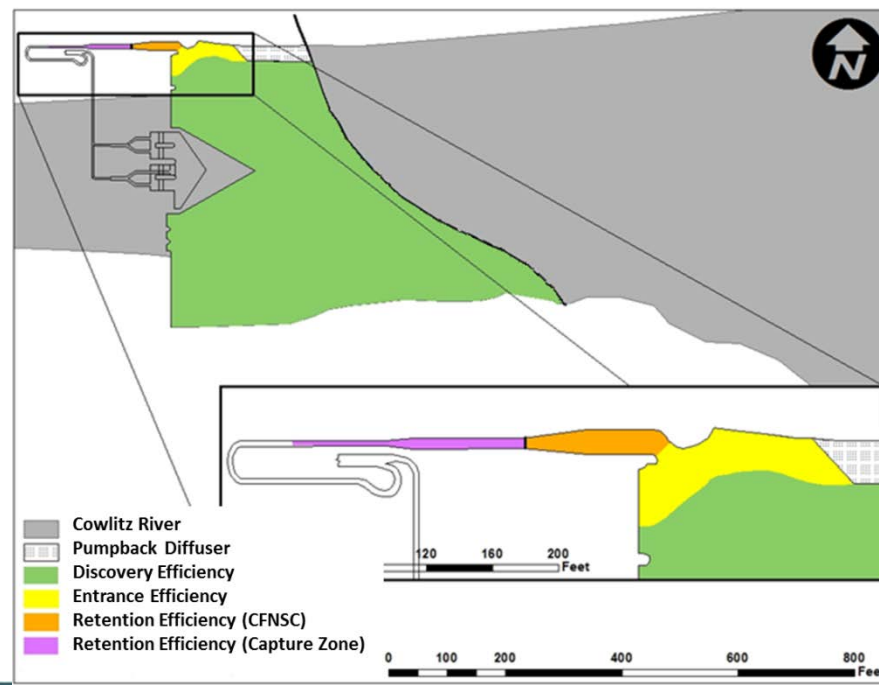 N
120 160 200
Feet
Cowlitz River
Pumpback Diffuser
Discovery Efficiency
Entrance Efficiency
Retention Efficiency (CFNSC)
Retention Efficiency (Capture Zone)
0 100 200 400 600 800
Fee